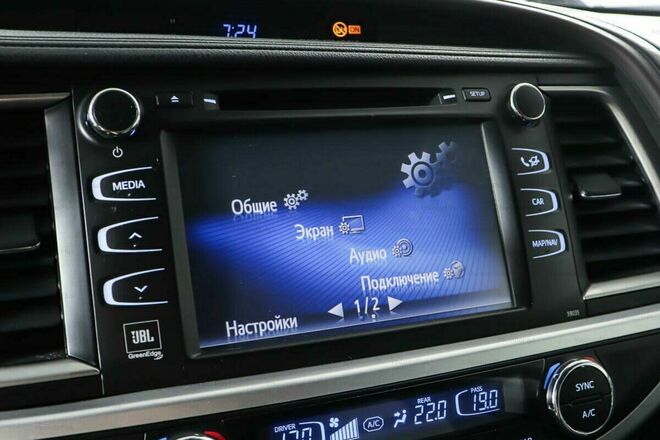 7:24
ON
SETUP
MEDIA
CAR
MAP/NAV
Общие
Экран
Аудио
Подключение
1/2
Настройки
JBL
GreenEdge
SYNC
A/C
DRIVER
A/C
REAR
22.0
PASS
19.0